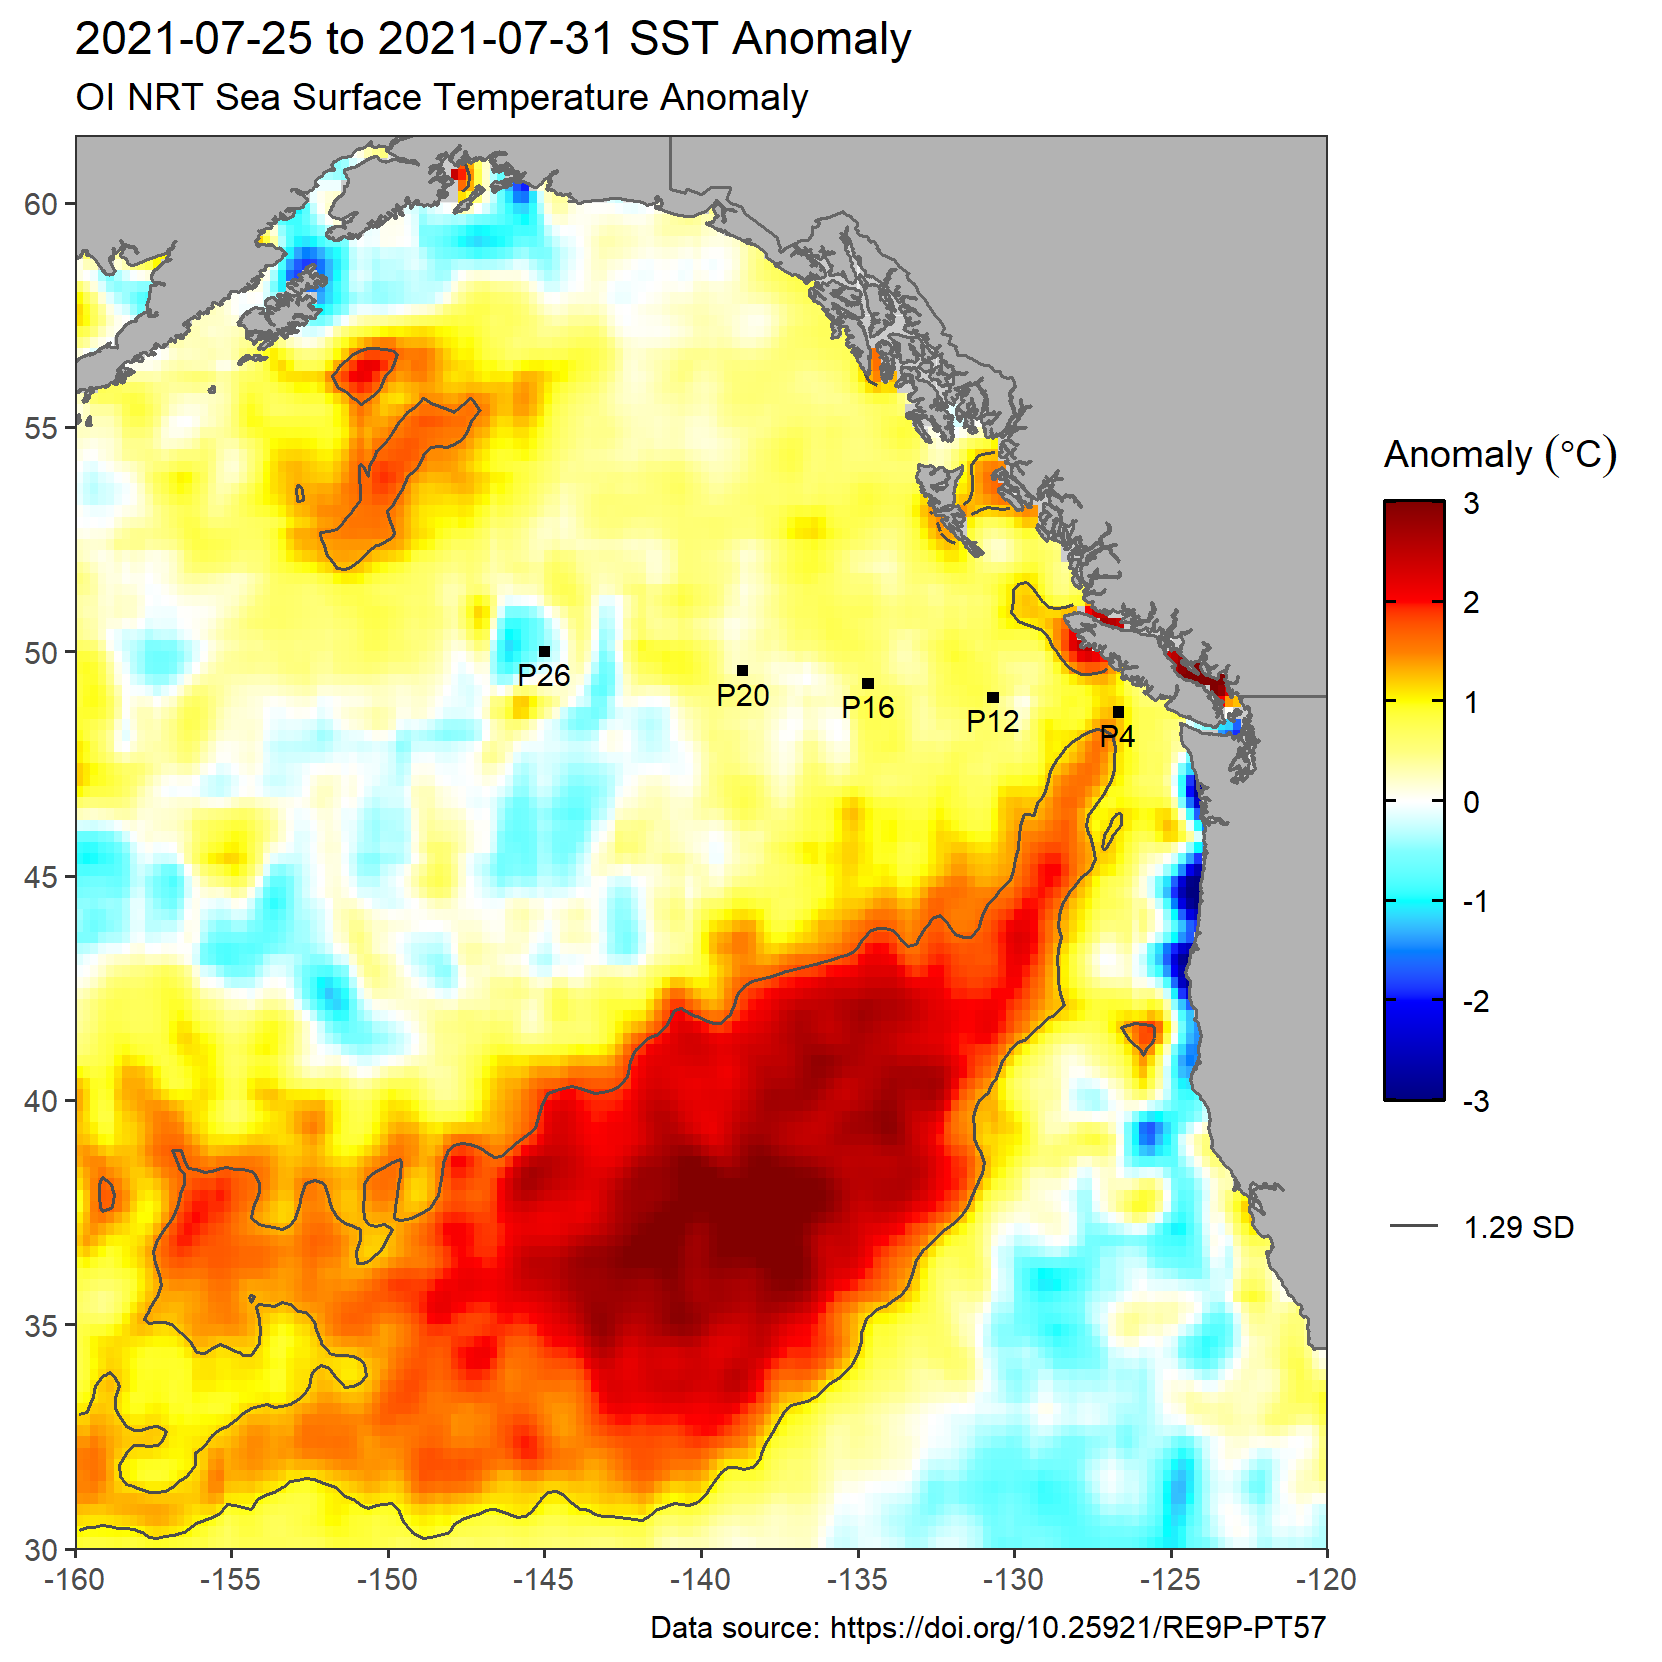 2021-07-25 to 2021-07-31 SST Anomaly
OI NRT Sea Surface Temperature Anomaly
60
55
50
45
40
35
30
-160
-155
-150
-145
-140
-135
-130
-125
-120
P26
P20
P16
P12
P4
Anomaly (°C)
3
2
1
0
-1
-2
-3
1.29 SD
Data source: https://doi.org/10.25921/RE9P-PT57